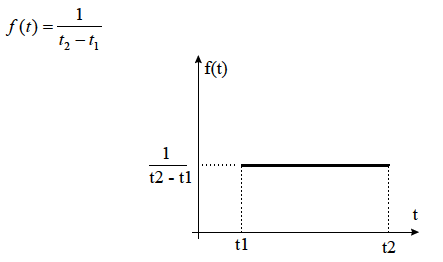 f(t) = 1 / (t₂ − t₁)
f(t)
1
t2 - t1
t
t1
t2